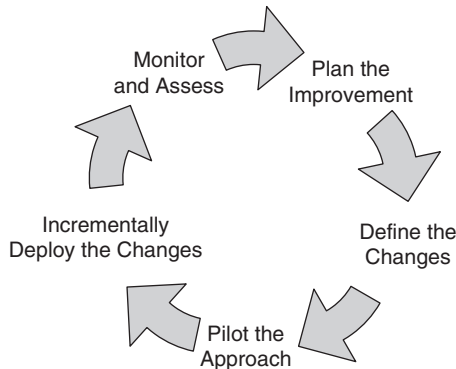 Monitor
and Assess
Plan the
Improvement
Define the
Changes
Pilot the
Approach
Incrementally
Deploy the Changes